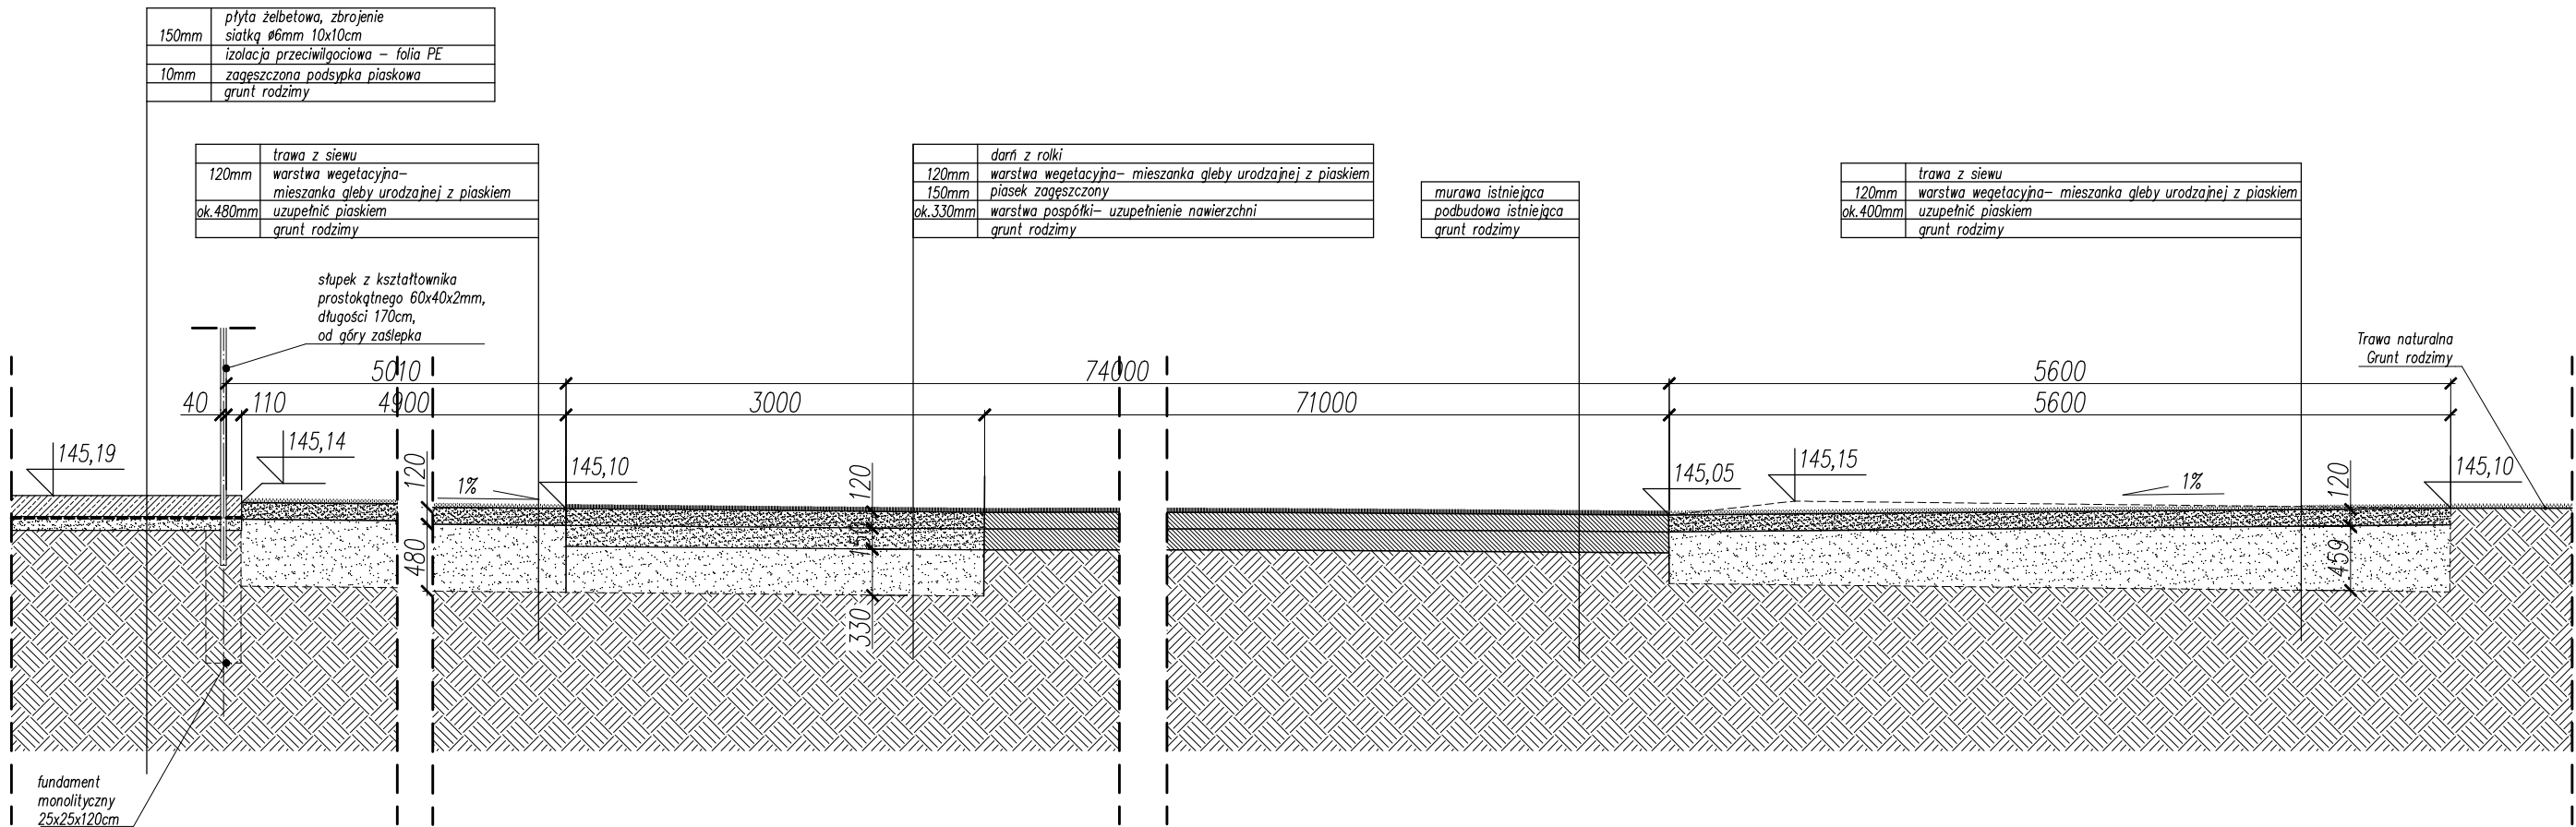 płyta żelbetowa, zbrojenie
150mm siatką ø6mm 10x10cm
izolacja przeciwilgociowa – folia PE
10mm zagęszczona podsypka piaskowa
grunt rodzimy
trawa z siewu
120mm warstwa wegetacyjna–
mieszanka gleby urodzajnej z piaskiem
ok.480mm uzupełnić piaskiem
grunt rodzimy
darń z rolki
120mm warstwa wegetacyjna– mieszanka gleby urodzajnej z piaskiem
150mm piasek zagęszczony
ok.330mm warstwa pospółki– uzupełnienie nawierzchni
grunt rodzimy
murawa istniejąca
podbudowa istniejąca
grunt rodzimy
trawa z siewu
120mm warstwa wegetacyjna– mieszanka gleby urodzajnej z piaskiem
ok.400mm uzupełnić piaskiem
grunt rodzimy
słupek z kształtownika
prostokątnego 60x40x2mm,
długości 170cm,
od góry zaślepka
Trawa naturalna
Grunt rodzimy
5010 74000 5600
40 110 4900 3000 71000 5600
145,19
145,14
120
480
1%
145,10
120
150
330
145,05
145,15
1%
120
459
145,10
fundament
monolityczny
25x25x120cm